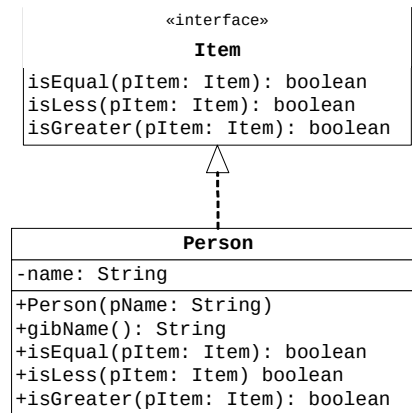 «interface»
Item
isEqual(pItem: Item): boolean
isLess(pItem: Item): boolean
isGreater(pItem: Item): boolean
Person
-name: String
+Person(pName: String)
+gibName(): String
+isEqual(pItem: Item): boolean
+isLess(pItem: Item) boolean
+isGreater(pItem: Item): boolean